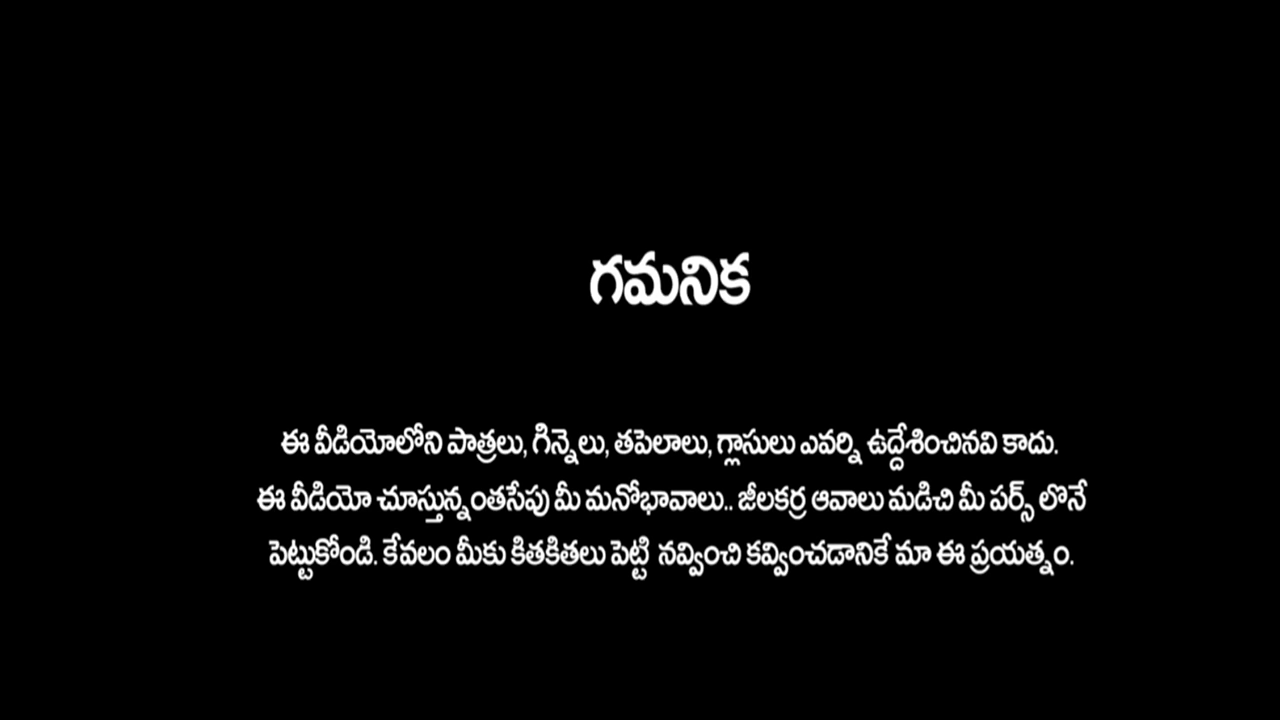 గమనిక
ఈ వీడియోలోని పాత్రలు, గిన్నెలు, తపెలాలు, గ్లాసులు ఎవర్ని ఉద్దేశించినవి కాదు.
ఈ వీడియో చూస్తున్నంతసేపు మీ మనోభావాలు.. జీలకర్ర ఆవాలు మడిచి మీ పర్స్ లొనే
పెట్టుకోండి. కేవలం మీకు కితకితలు పెట్టి నవ్వించి కవ్వించడానికే మా ఈ ప్రయత్నం.